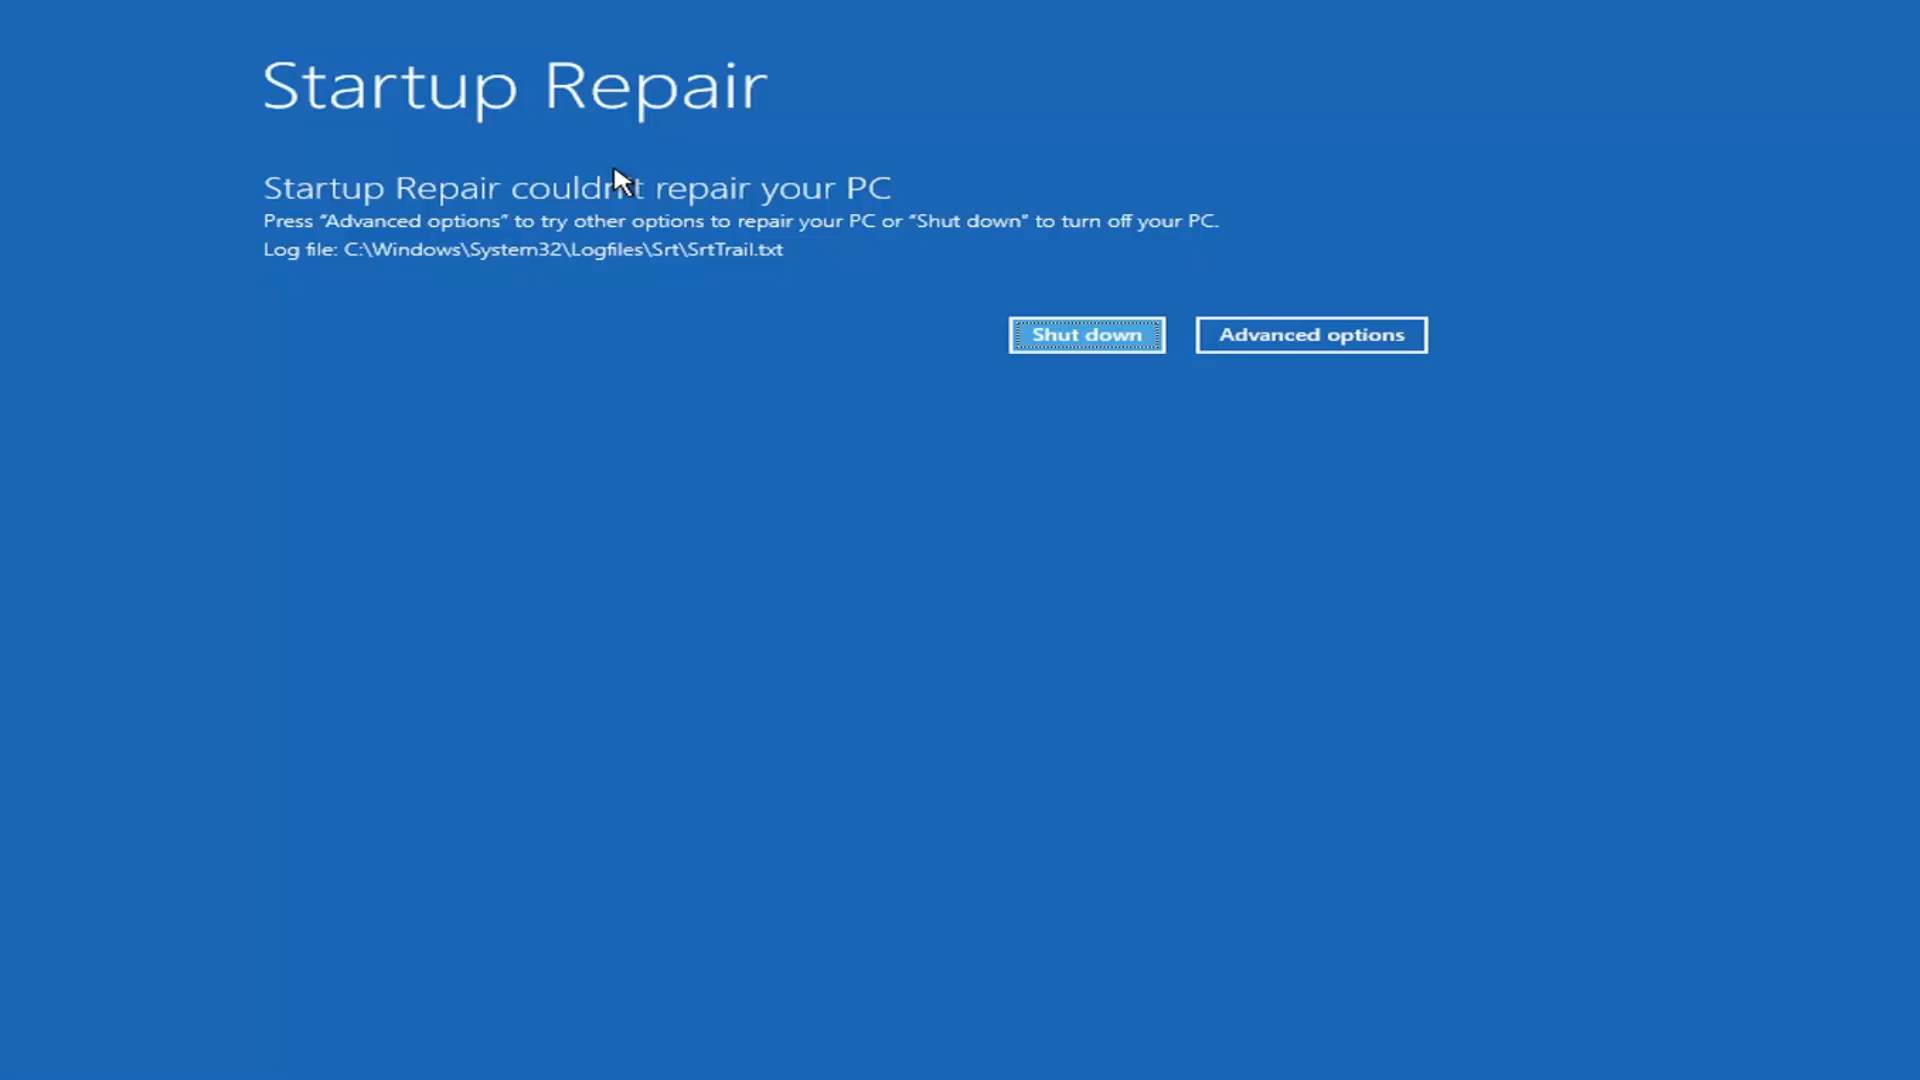 Startup Repair
Startup Repair couldn't repair your PC
Press "Advanced options" to try other options to repair your PC or "Shut down" to turn off your PC.
Log file: C:\Windows\System32\Logfiles\Srt\SrtTrail.txt
Shut down
Advanced options